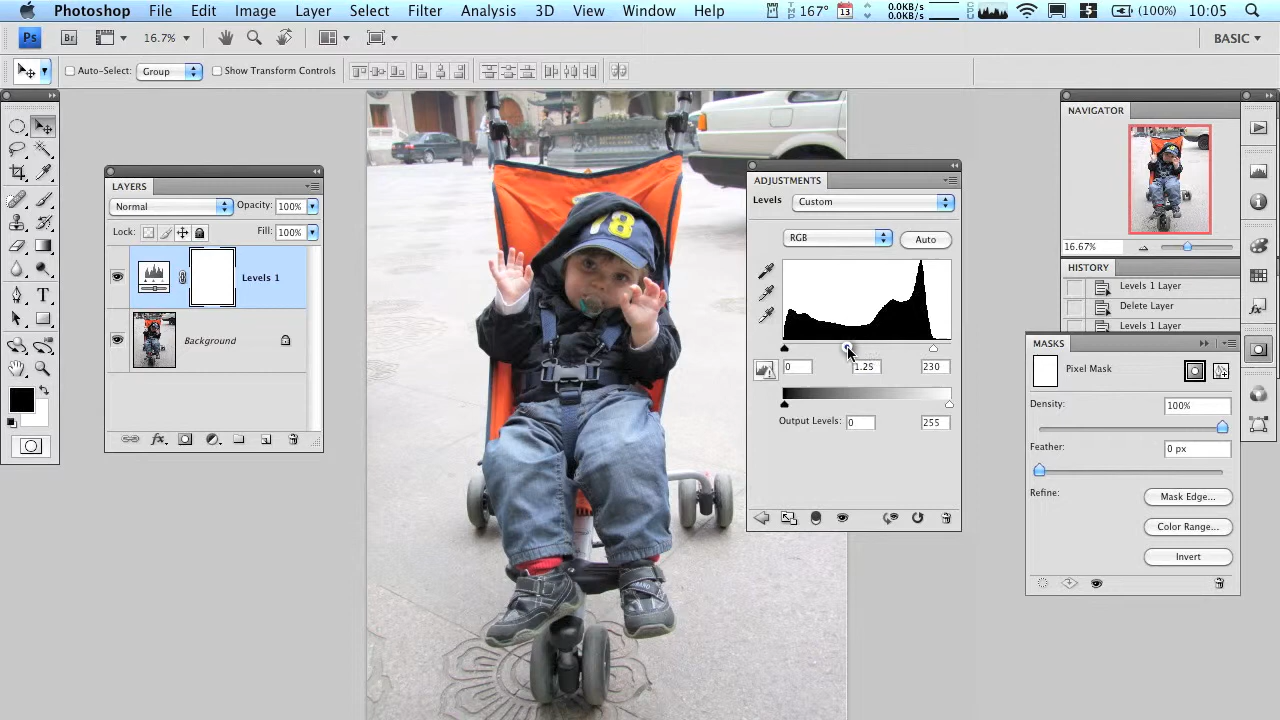 Photoshop File Edit Image Layer Select Filter Analysis 3D View Window Help 167° 13 0.0KB/s 0.0KB/s (100%) 10:05
Ps Br 16.7% BASIC
Auto-Select: Group Show Transform Controls
NAVIGATOR
16.67%
HISTORY
Levels 1 Layer
Delete Layer
Levels 1 Layer
LAYERS
Normal Opacity: 100%
Lock: Fill: 100%
Levels 1
Background
fx
T
78
ADJUSTMENTS
Levels Custom
RGB Auto
0 1.25 230
Output Levels: 0 255
MASKS
Pixel Mask
Density: 100%
Feather: 0 px
Refine: Mask Edge...
Color Range...
Invert